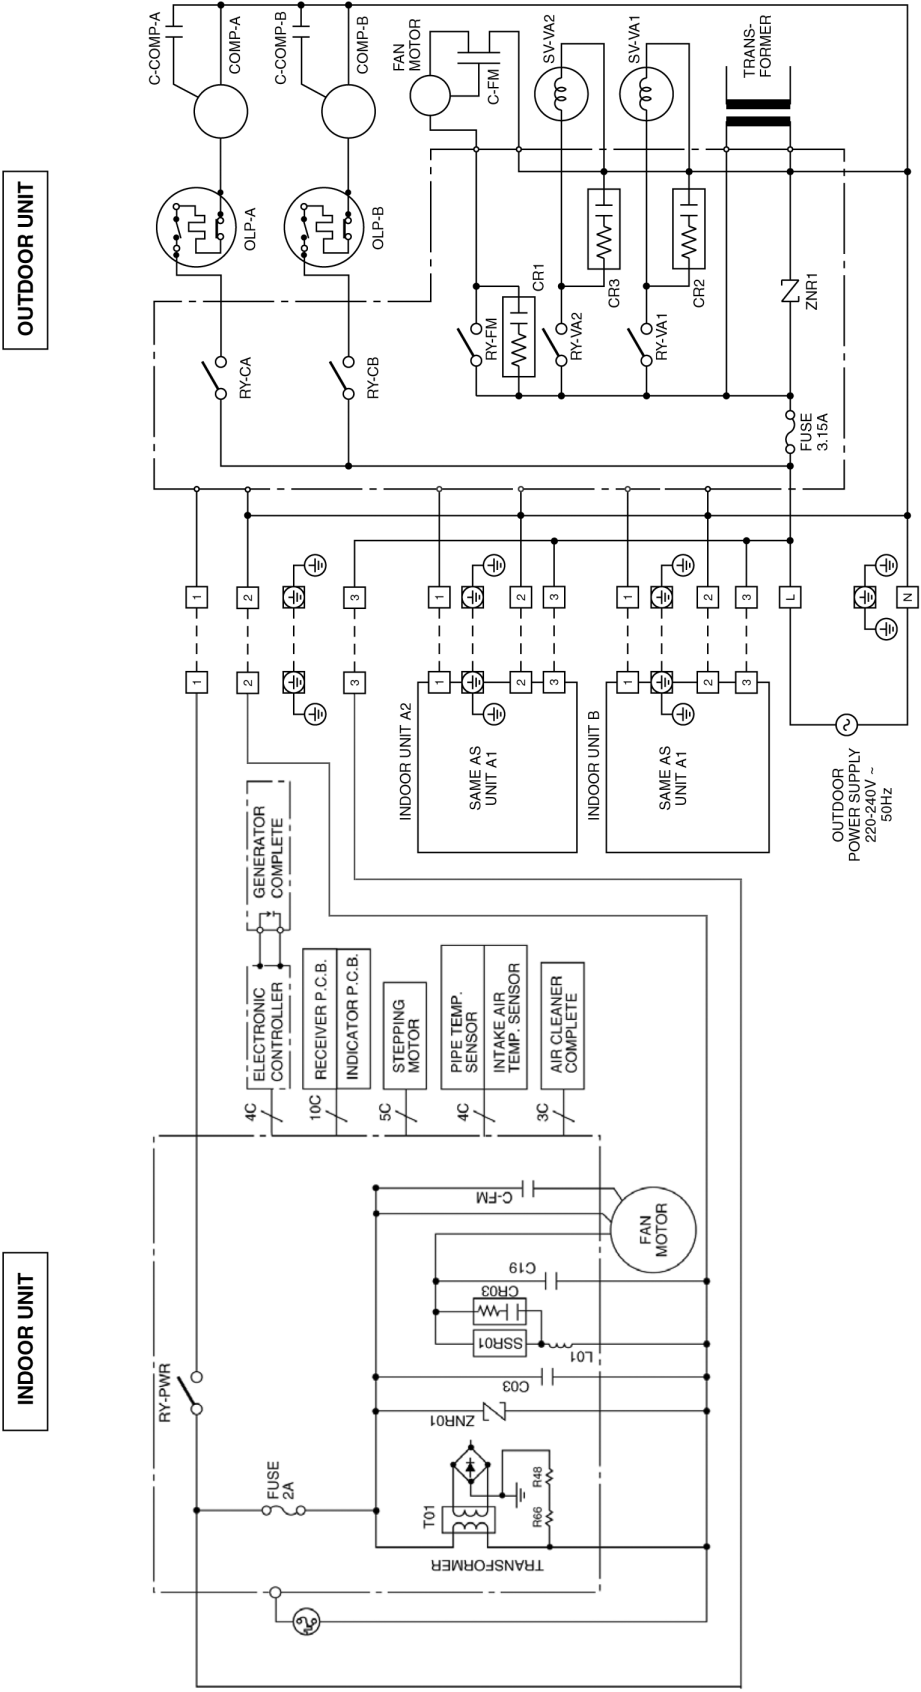 OUTDOOR UNIT
C-COMP-A
COMP-A
C-COMP-B
COMP-B
FAN
MOTOR
C-FM
SV-VA2
SV-VA1
TRANS-
FORMER
OLP-A
OLP-B
CR1
CR3
CR2
ZNR1
RY-CA
RY-CB
RY-FM
RY-VA2
RY-VA1
FUSE
3.15A
1
2
3
1
2
3
1
2
3
L
N
1
2
3
1
2
3
1
2
3
INDOOR UNIT A2
SAME AS
UNIT A1
INDOOR UNIT B
SAME AS
UNIT A1
OUTDOOR
POWER SUPPLY
220-240V ~
50Hz
GENERATOR
COMPLETE
ELECTRONIC
CONTROLLER
RECEIVER P.C.B.
INDICATOR P.C.B.
STEPPING
MOTOR
PIPE TEMP.
SENSOR
INTAKE AIR
TEMP. SENSOR
AIR CLEANER
COMPLETE
4C
10C
5C
4C
3C
INDOOR UNIT
C-FM
FAN
MOTOR
C19
CR03
SSR01
L01
C03
ZNR01
RY-PWR
FUSE
2A
T01
R48
R66
TRANSFORMER